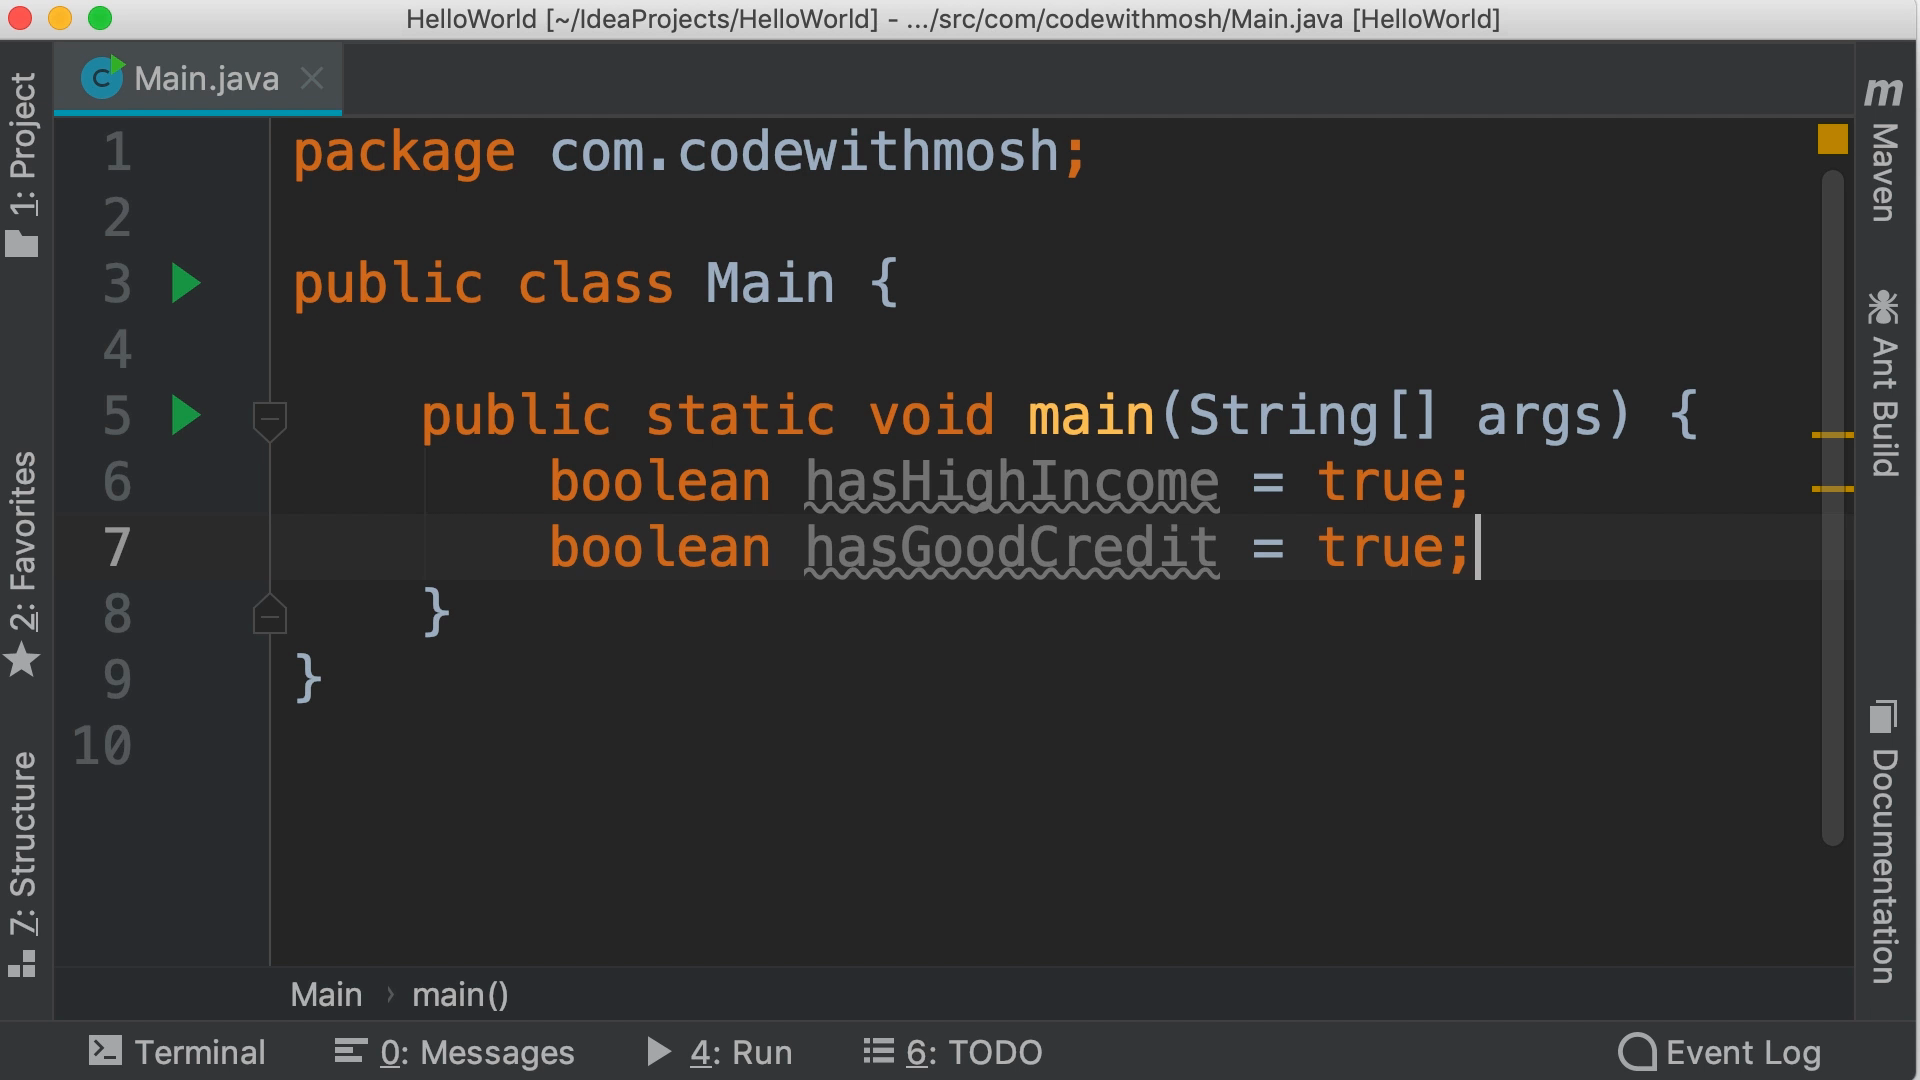 HelloWorld [~/IdeaProjects/HelloWorld] - .../src/com/codewithmosh/Main.java [HelloWorld]
Main.java
1 package com.codewithmosh;
2
3 public class Main {
4
5 public static void main(String[] args) {
6 boolean hasHighIncome = true;
7 boolean hasGoodCredit = true;
8 }
9 }
10
1: Project
2: Favorites
7: Structure
m Maven
Ant Build
Documentation
Main › main()
Terminal
0: Messages
4: Run
6: TODO
Event Log